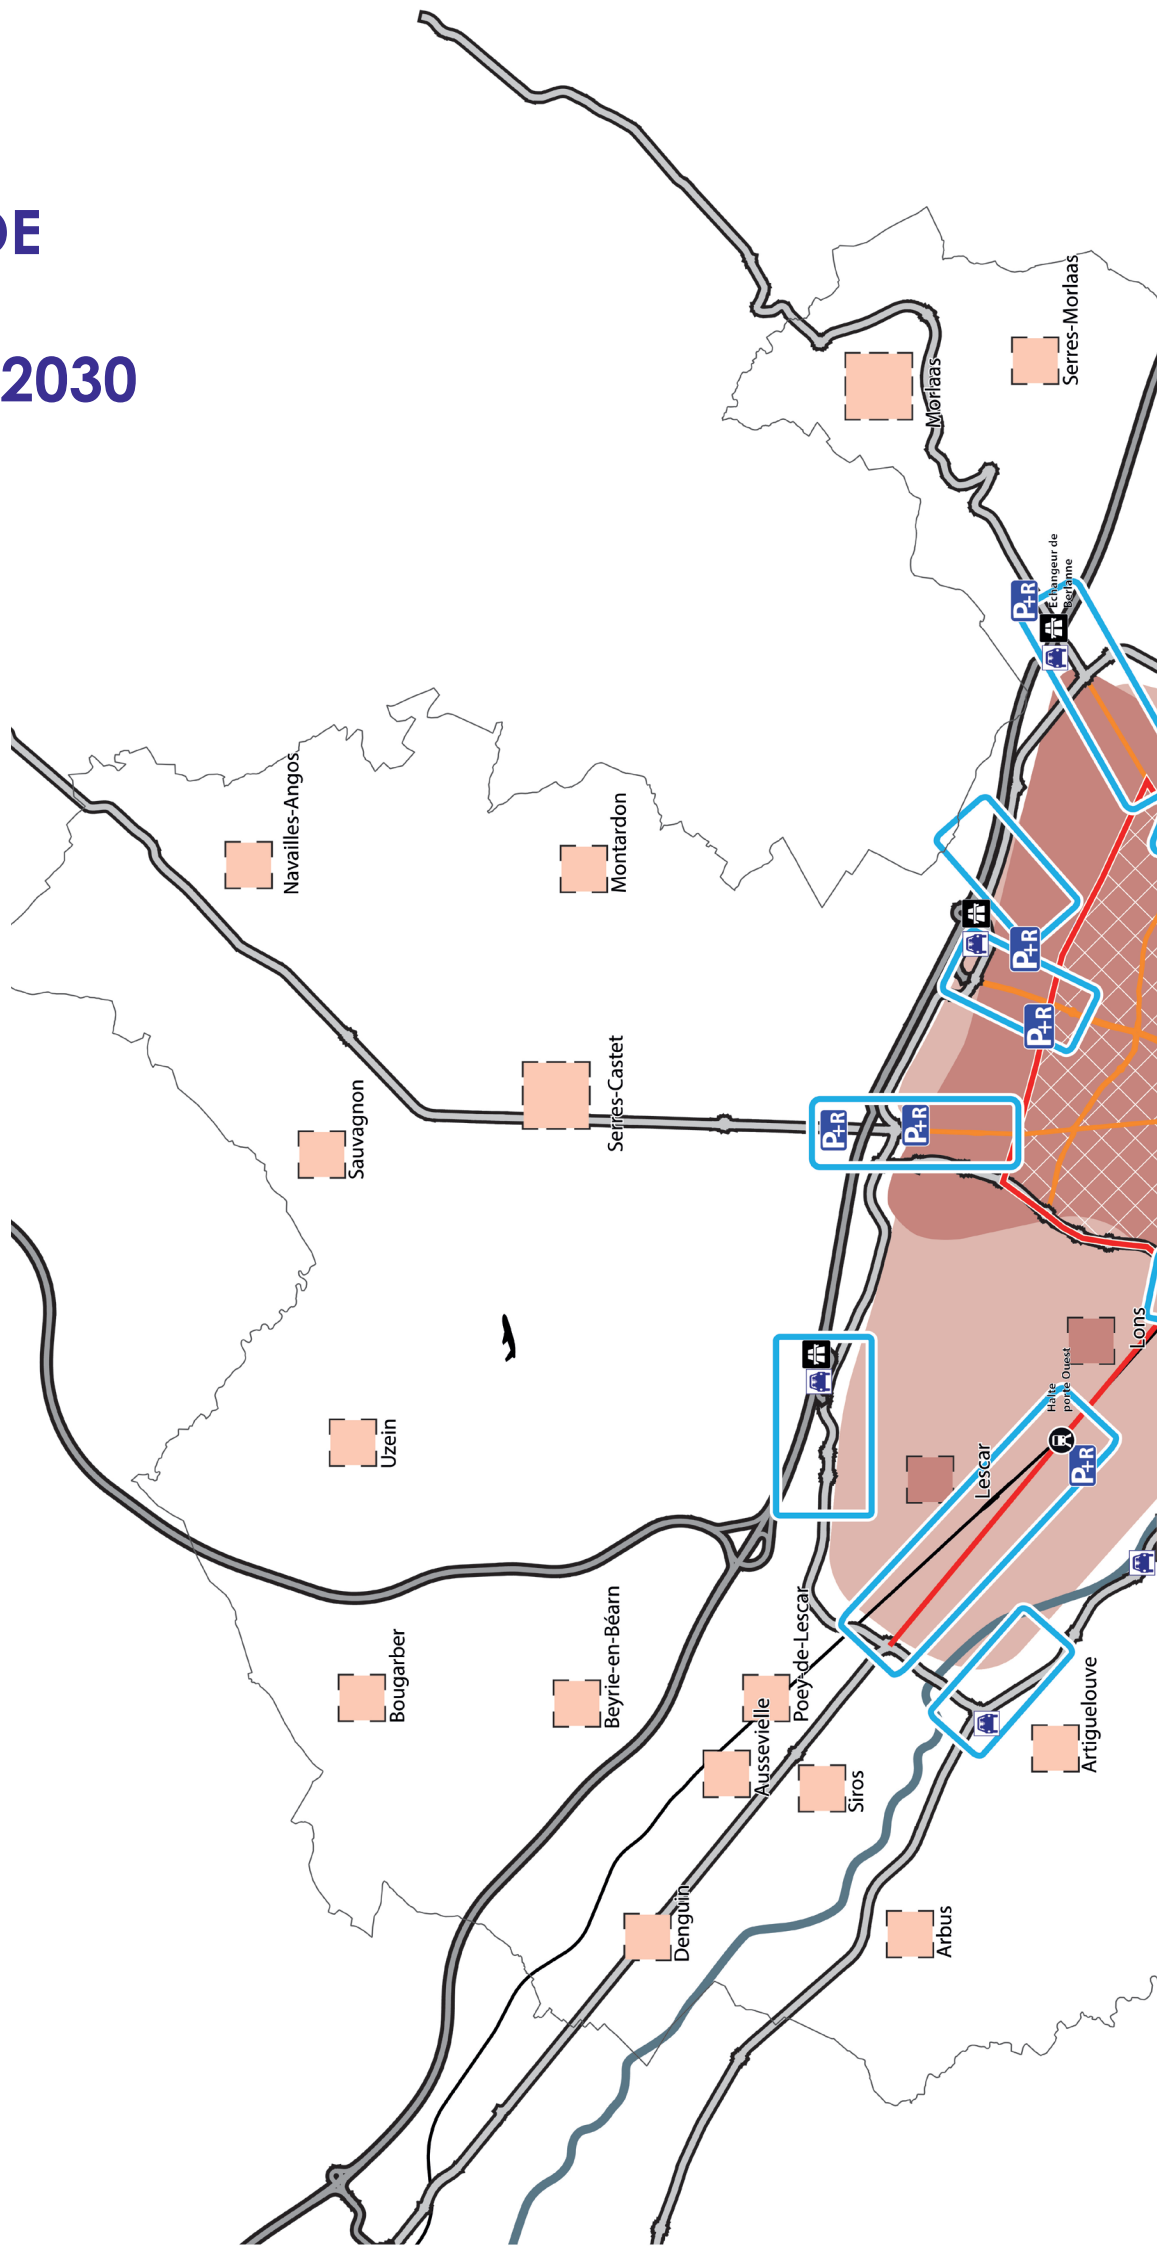 DE
2030
Serres-Morlaas
Morlaas
Echangeur de
Berlanne
P+R
Navailles-Angos
Montardon
P+R
P+R
Serres-Castet
Sauvagnon
P+R
P+R
Lons
Halte
porte Ouest
P+R
Lescar
Uzein
Bougarber
Beyrie-en-Béarn
Poey-de-Lescar
Aussevielle
Siros
Artiguelouve
Denguin
Arbus